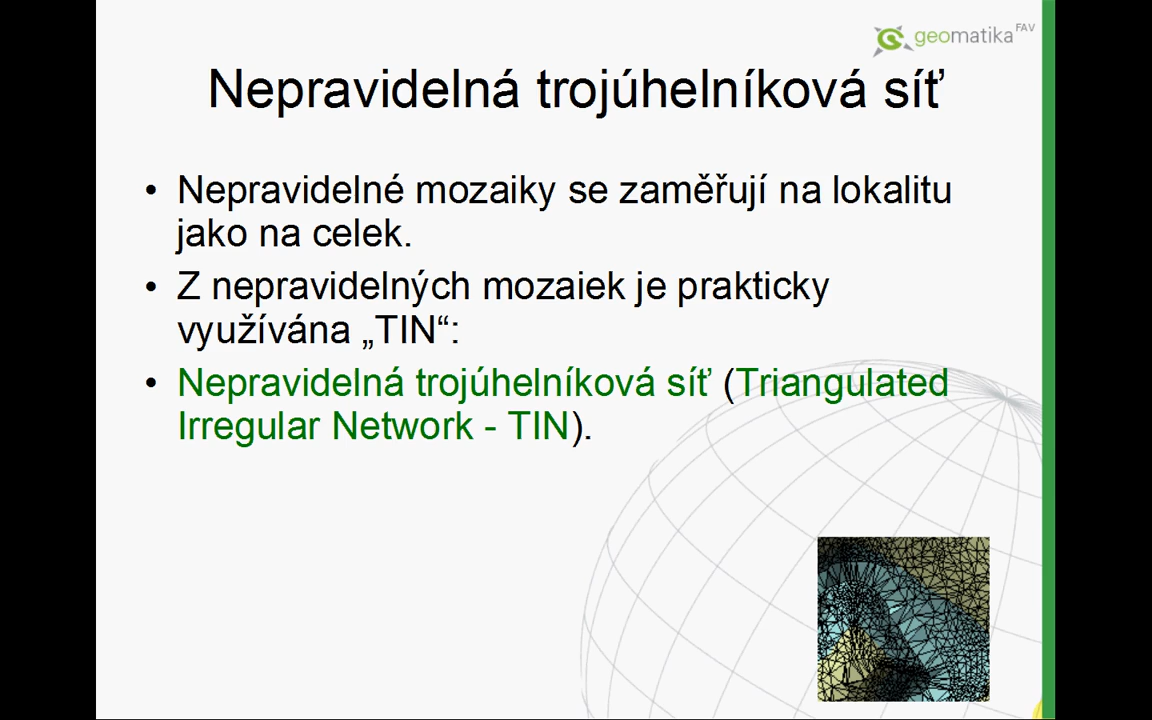 geomatika FAV
Nepravidelná trojúhelníková síť
• Nepravidelné mozaiky se zaměřují na lokalitu
jako na celek.
• Z nepravidelných mozaiek je prakticky
využívána „TIN“:
• Nepravidelná trojúhelníková síť (Triangulated
Irregular Network - TIN).